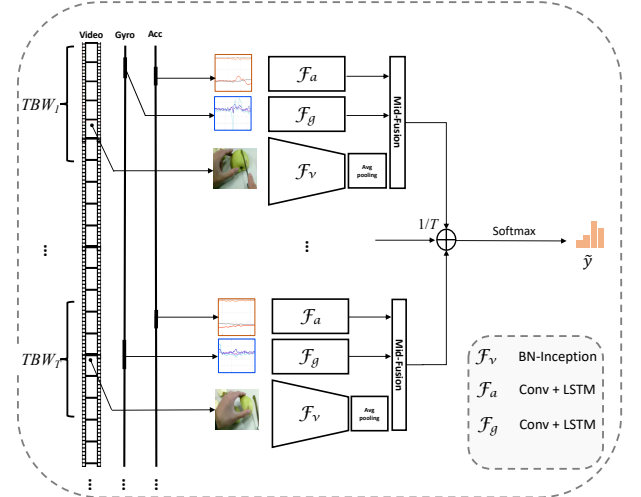 Video Gyro Acc
TBW₁
𝓕ₐ
𝓕g
𝓕ᵥ
Avg pooling
Mid-Fusion
...
...
1/T
Softmax
ỹ
TBW_T
𝓕ₐ
𝓕g
𝓕ᵥ
Avg pooling
Mid-Fusion
𝓕ᵥ BN-Inception
𝓕ₐ Conv + LSTM
𝓕g Conv + LSTM
... ... ...